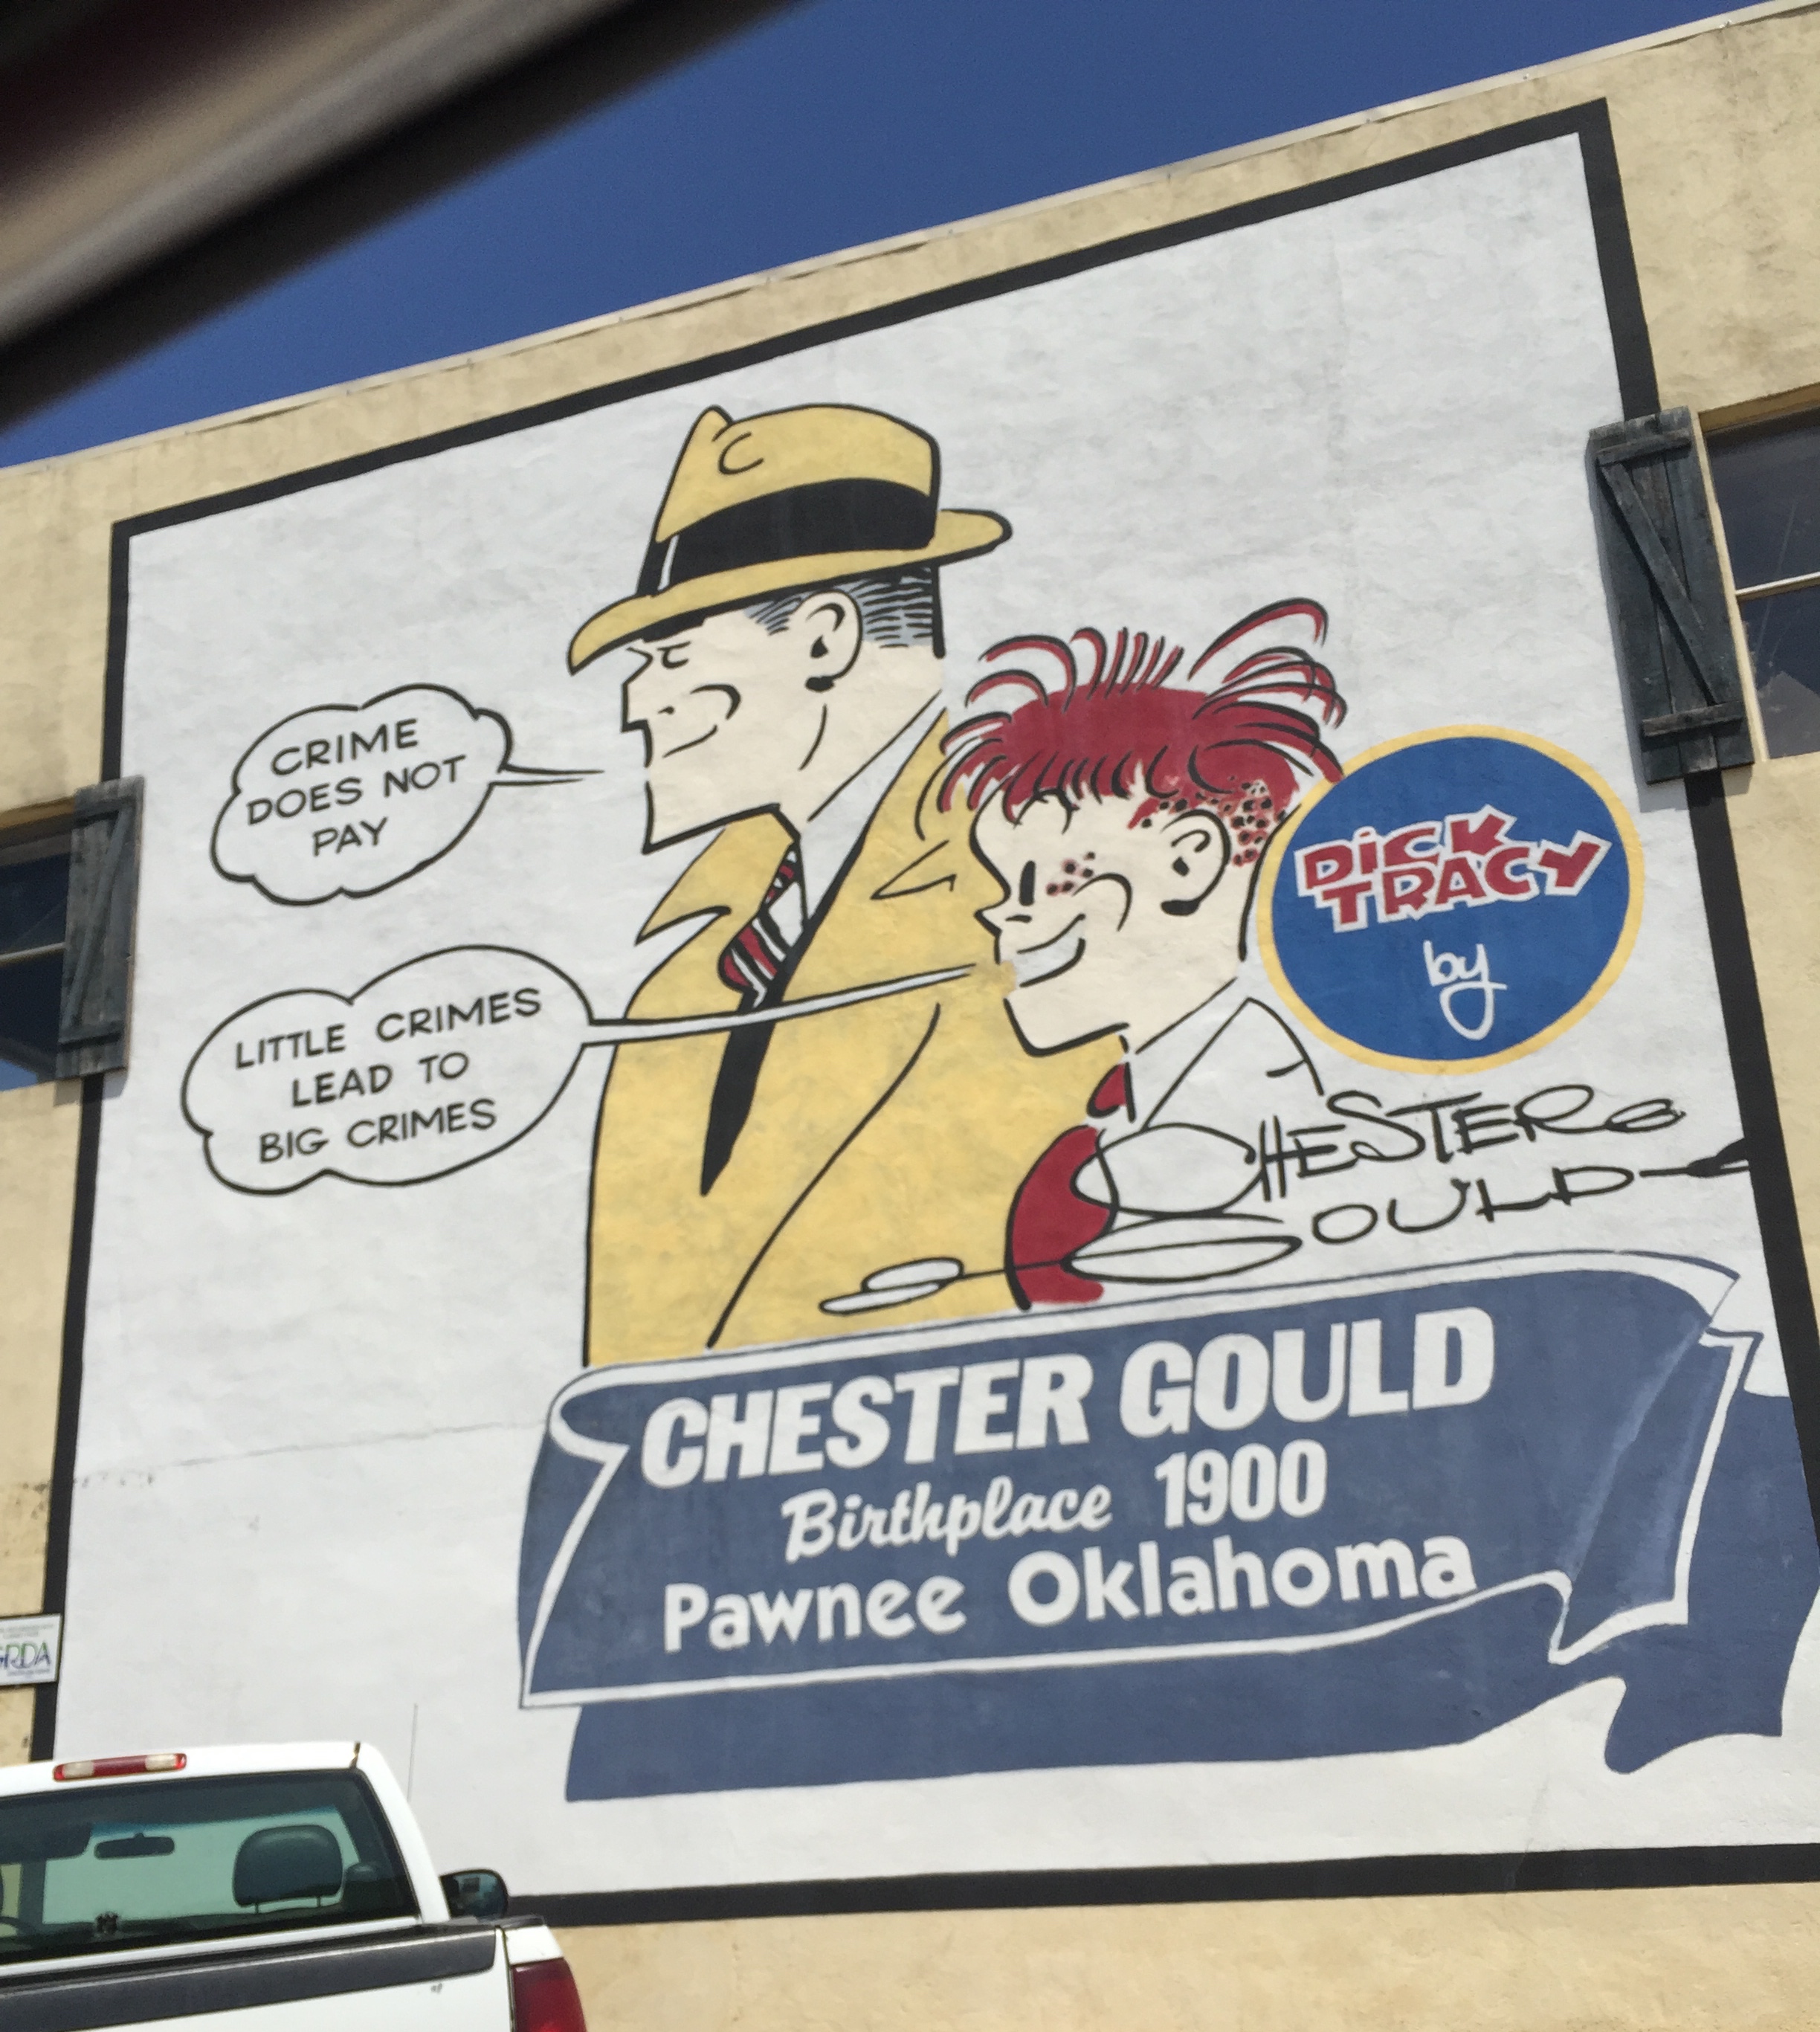 CRIME
DOES NOT
PAY
LITTLE CRIMES
LEAD TO
BIG CRIMES
DICK
TRACY
by
CHESTER
GOULD
CHESTER GOULD
Birthplace 1900
Pawnee Oklahoma
GRDA